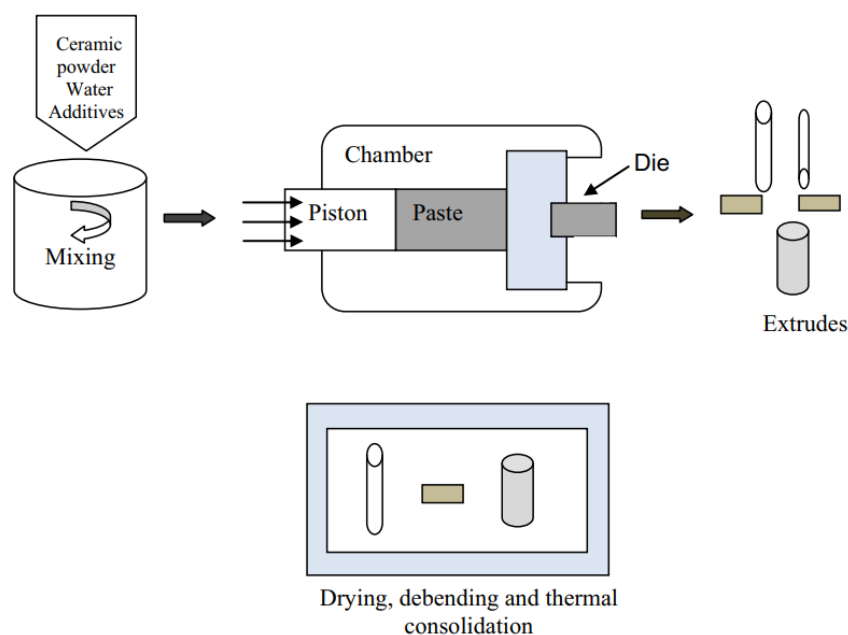 Ceramic
powder
Water
Additives
Mixing
Chamber
Piston
Paste
Die
Extrudes
Drying, debending and thermal
consolidation